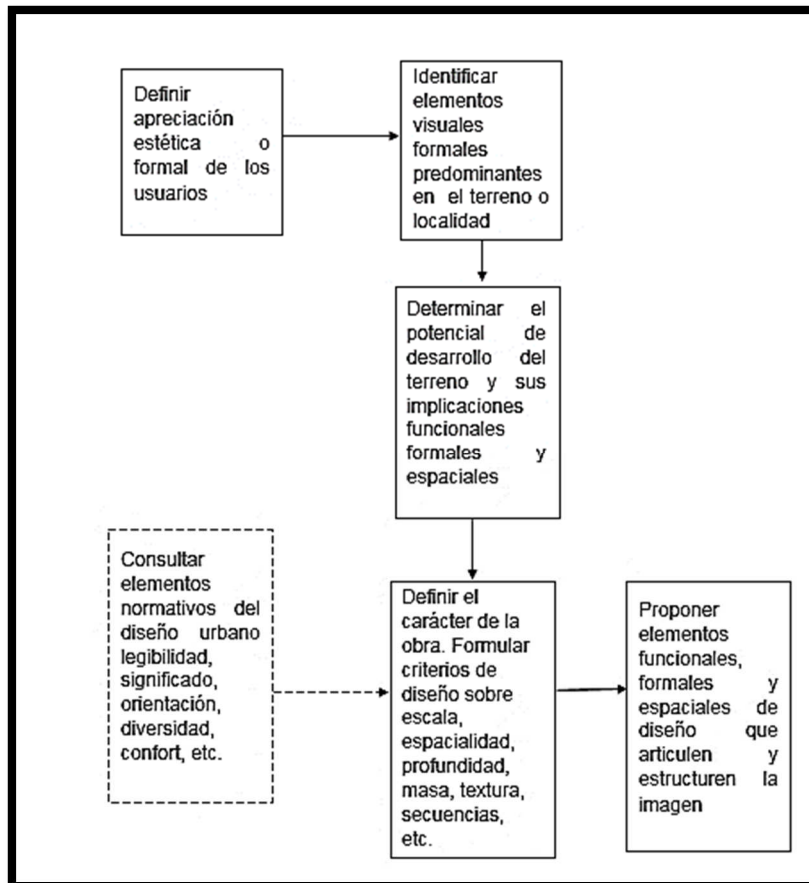 Definir
apreciación
estética o
formal de los
usuarios
Identificar
elementos
visuales
formales
predominantes
en el terreno o
localidad
Determinar el
potencial de
desarrollo del
terreno y sus
implicaciones
funcionales
formales y
espaciales
Consultar
elementos
normativos del
diseño urbano
legibilidad,
significado,
orientación,
diversidad,
confort, etc.
Definir el
carácter de la
obra. Formular
criterios de
diseño sobre
escala,
espacialidad,
profundidad,
masa, textura,
secuencias,
etc.
Proponer
elementos
funcionales,
formales y
espaciales de
diseño que
articulen y
estructuren la
imagen